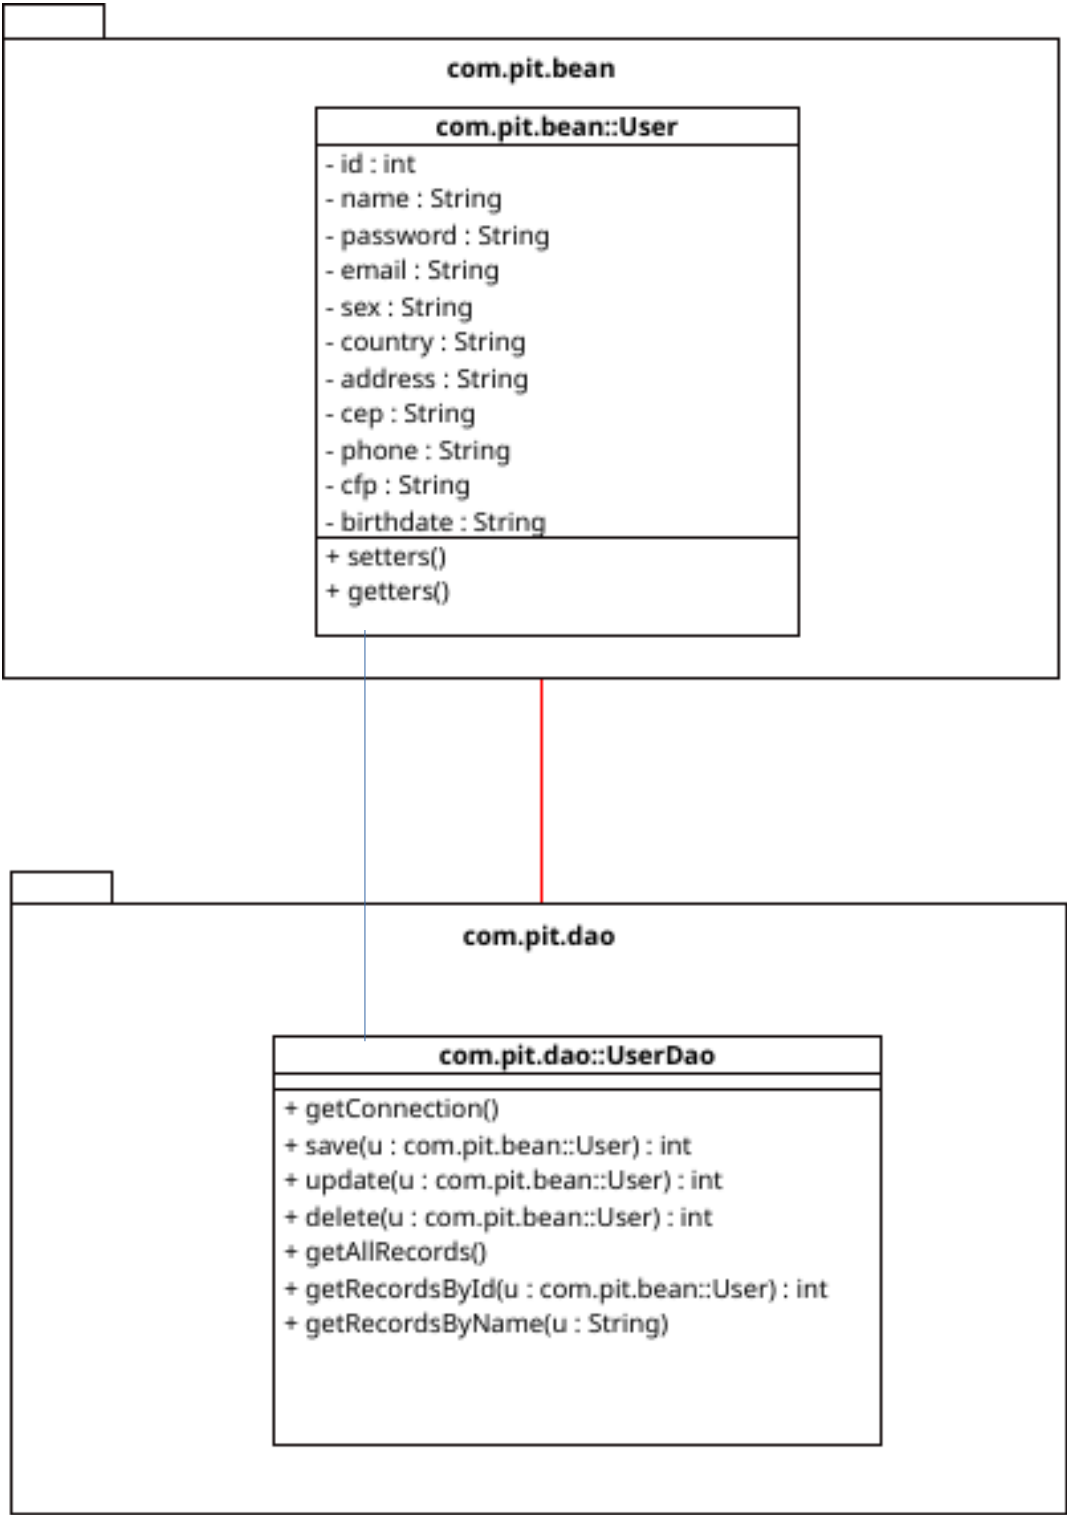 com.pit.bean
com.pit.bean::User
- id : int
- name : String
- password : String
- email : String
- sex : String
- country : String
- address : String
- cep : String
- phone : String
- cfp : String
- birthdate : String
+ setters()
+ getters()
com.pit.dao
com.pit.dao::UserDao
+ getConnection()
+ save(u : com.pit.bean::User) : int
+ update(u : com.pit.bean::User) : int
+ delete(u : com.pit.bean::User) : int
+ getAllRecords()
+ getRecordsById(u : com.pit.bean::User) : int
+ getRecordsByName(u : String)